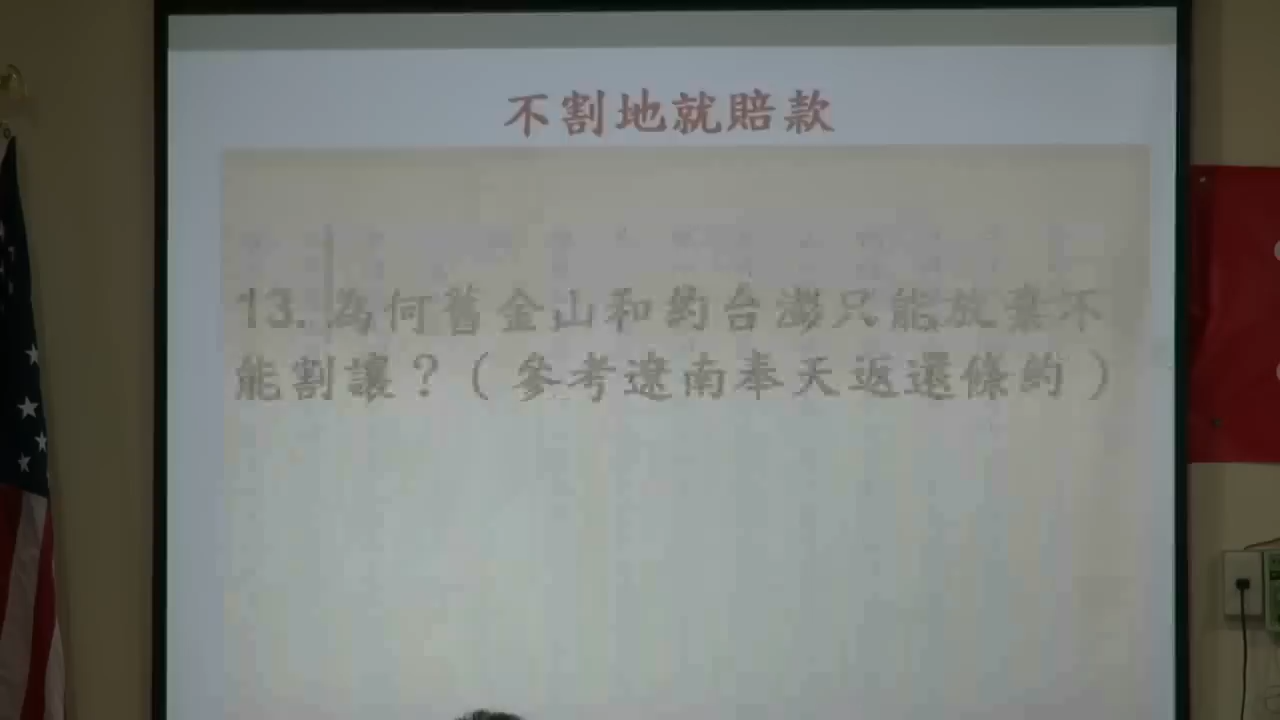 不割地就賠款
13. 為何舊金山和約台澎只能放棄不
能割讓？（參考遼南奉天返還條約）